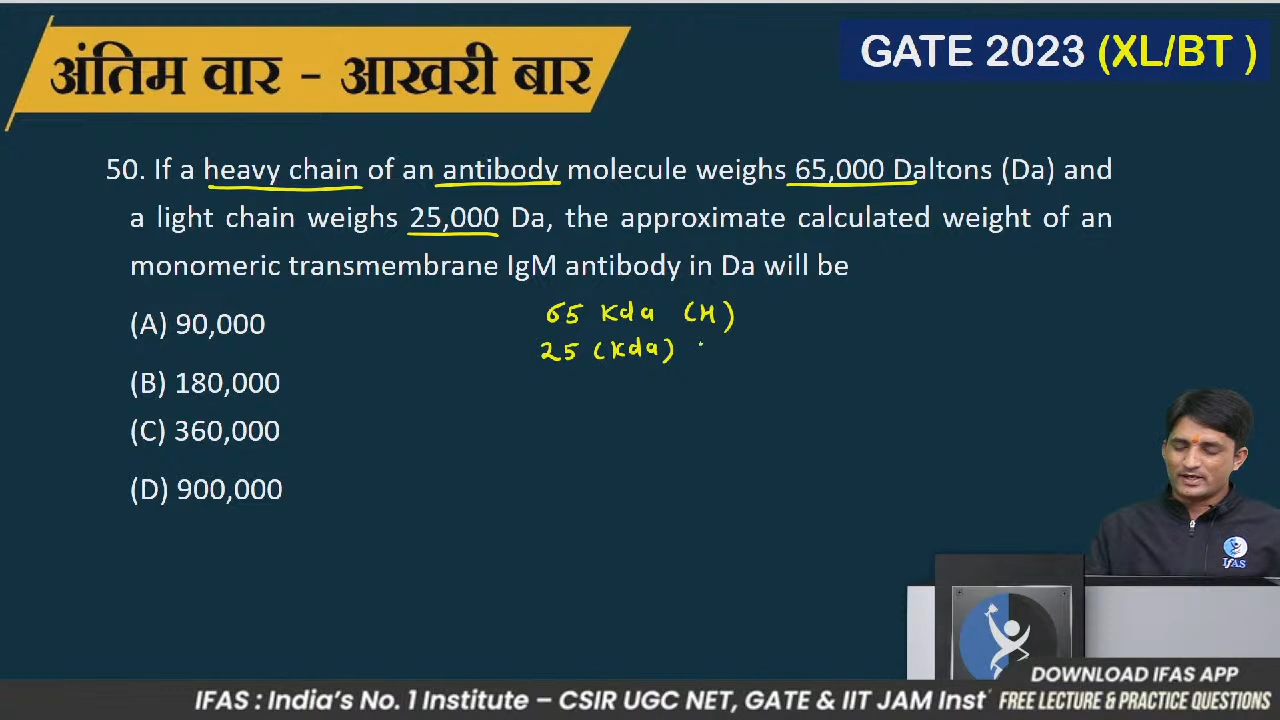 अंतिम वार - आखरी बार
GATE 2023 (XL/BT )
50. If a heavy chain of an antibody molecule weighs 65,000 Daltons (Da) and
a light chain weighs 25,000 Da, the approximate calculated weight of an
monomeric transmembrane IgM antibody in Da will be
(A) 90,000
(B) 180,000
(C) 360,000
(D) 900,000
65 Kda (H)
25 (Kda)
IFAS
DOWNLOAD IFAS APP
IFAS : India's No. 1 Institute – CSIR UGC NET, GATE & IIT JAM Inst
FREE LECTURE & PRACTICE QUESTIONS